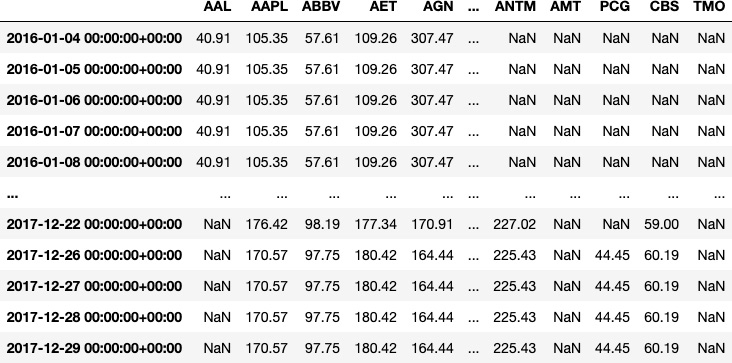 AAL AAPL ABBV AET AGN ... ANTM AMT PCG CBS TMO
2016-01-04 00:00:00+00:00 40.91 105.35 57.61 109.26 307.47 ... NaN NaN NaN NaN NaN
2016-01-05 00:00:00+00:00 40.91 105.35 57.61 109.26 307.47 ... NaN NaN NaN NaN NaN
2016-01-06 00:00:00+00:00 40.91 105.35 57.61 109.26 307.47 ... NaN NaN NaN NaN NaN
2016-01-07 00:00:00+00:00 40.91 105.35 57.61 109.26 307.47 ... NaN NaN NaN NaN NaN
2016-01-08 00:00:00+00:00 40.91 105.35 57.61 109.26 307.47 ... NaN NaN NaN NaN NaN
... ... ... ... ... ... ... ... ... ... ... ...
2017-12-22 00:00:00+00:00 NaN 176.42 98.19 177.34 170.91 ... 227.02 NaN NaN 59.00 NaN
2017-12-26 00:00:00+00:00 NaN 170.57 97.75 180.42 164.44 ... 225.43 NaN 44.45 60.19 NaN
2017-12-27 00:00:00+00:00 NaN 170.57 97.75 180.42 164.44 ... 225.43 NaN 44.45 60.19 NaN
2017-12-28 00:00:00+00:00 NaN 170.57 97.75 180.42 164.44 ... 225.43 NaN 44.45 60.19 NaN
2017-12-29 00:00:00+00:00 NaN 170.57 97.75 180.42 164.44 ... 225.43 NaN 44.45 60.19 NaN